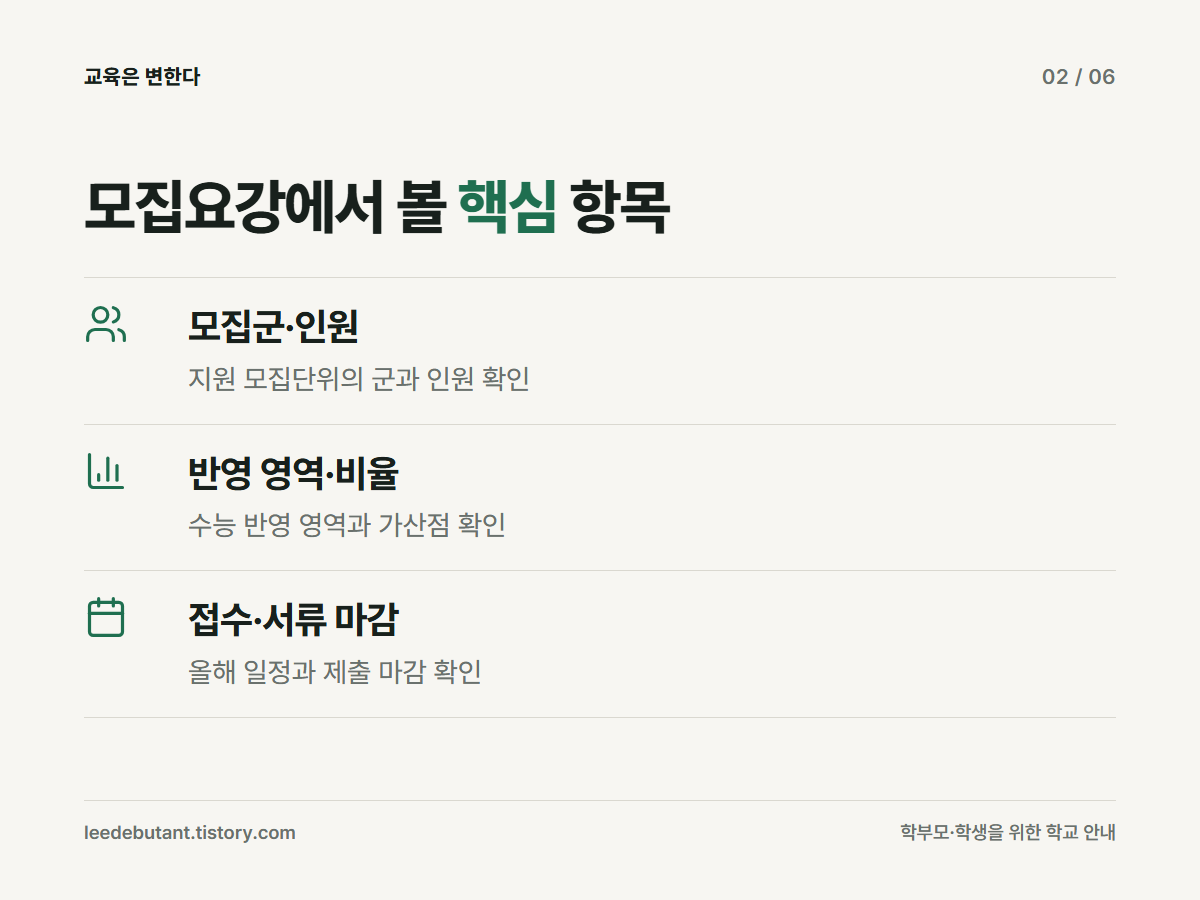 교육은 변한다
02 / 06
모집요강에서 볼 핵심 항목
모집군·인원
지원 모집단위의 군과 인원 확인
반영 영역·비율
수능 반영 영역과 가산점 확인
접수·서류 마감
올해 일정과 제출 마감 확인
leedebutant.tistory.com
학부모·학생을 위한 학교 안내